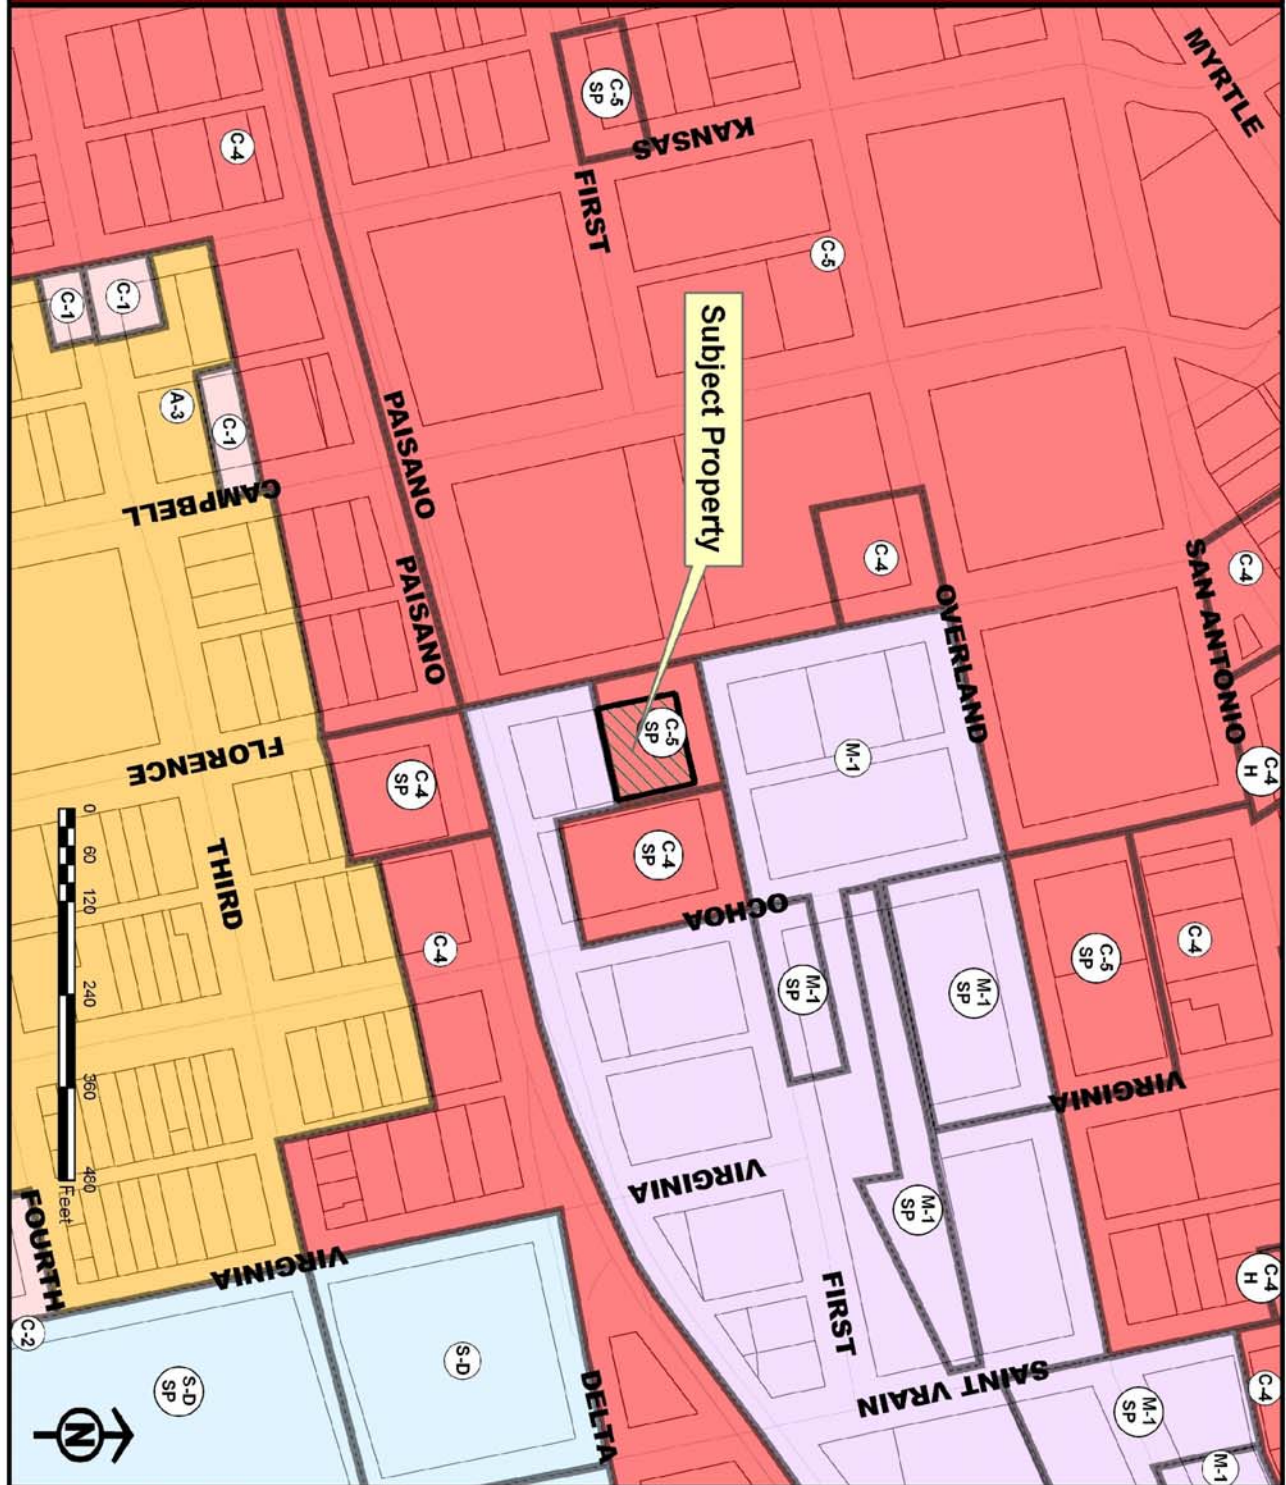 MYRTLE
C-4
C-4
H
C-4
H
C-4
SAN ANTONIO
M-1
C-4
M-1
SP
VIRGINIA
C-5
SP
M-1
SP
OVERLAND
SAINT VRAIN
M-1
SP
C-4
M-1
FIRST
C-5
M-1
SP
OCHOA
Subject Property
VIRGINIA
KANSAS
C-5
SP
C-4
SP
C-5
SP
FIRST
DELTA
S-D
C-4
PAISANO
PAISANO
C-4
SP
VIRGINIA
C-4
C-1
THIRD
FLORENCE
CAMPBELL
A-3
S-D
SP
C-1
0 60 120 240 360 480
Feet
N
C-1
FOURTH
C-2